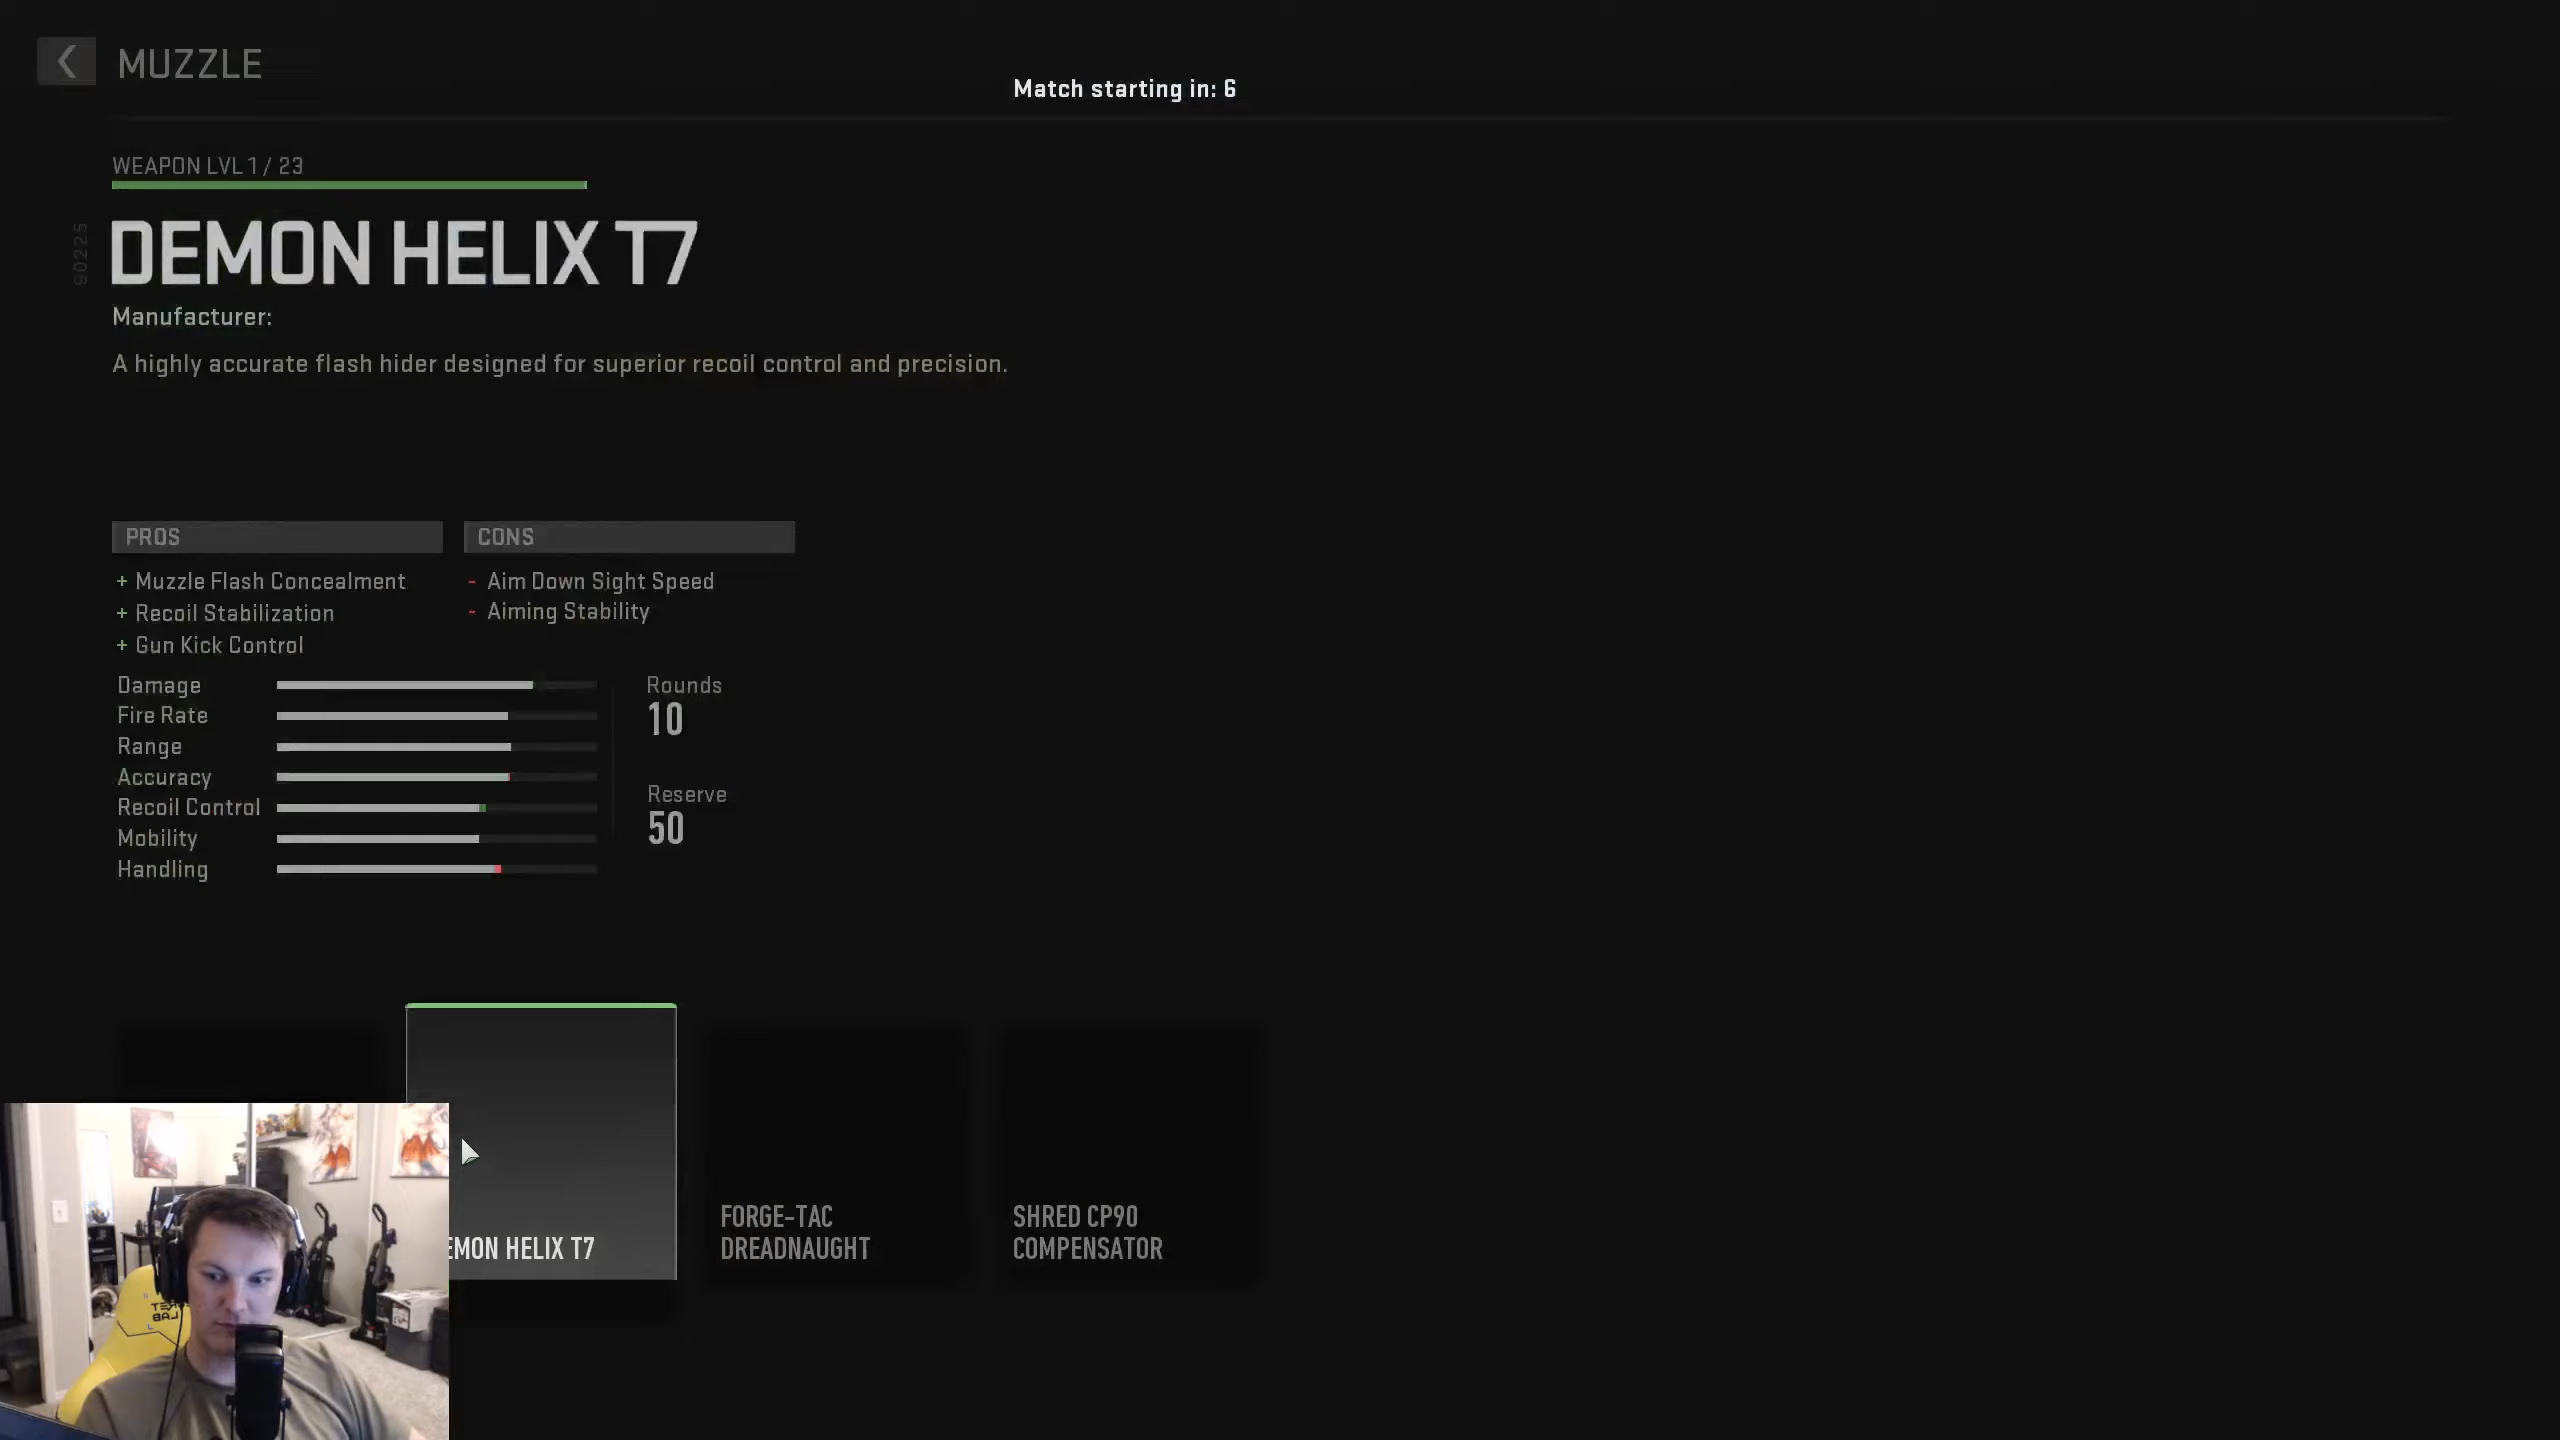 MUZZLE
Match starting in: 6
WEAPON LVL 1 / 23
90225
DEMON HELIX T7
Manufacturer:
A highly accurate flash hider designed for superior recoil control and precision.
PROS
+ Muzzle Flash Concealment
+ Recoil Stabilization
+ Gun Kick Control
CONS
- Aim Down Sight Speed
- Aiming Stability
Damage
Fire Rate
Range
Accuracy
Recoil Control
Mobility
Handling
Rounds
10
Reserve
50
EMON HELIX T7
FORGE-TAC
DREADNAUGHT
SHRED CP90
COMPENSATOR